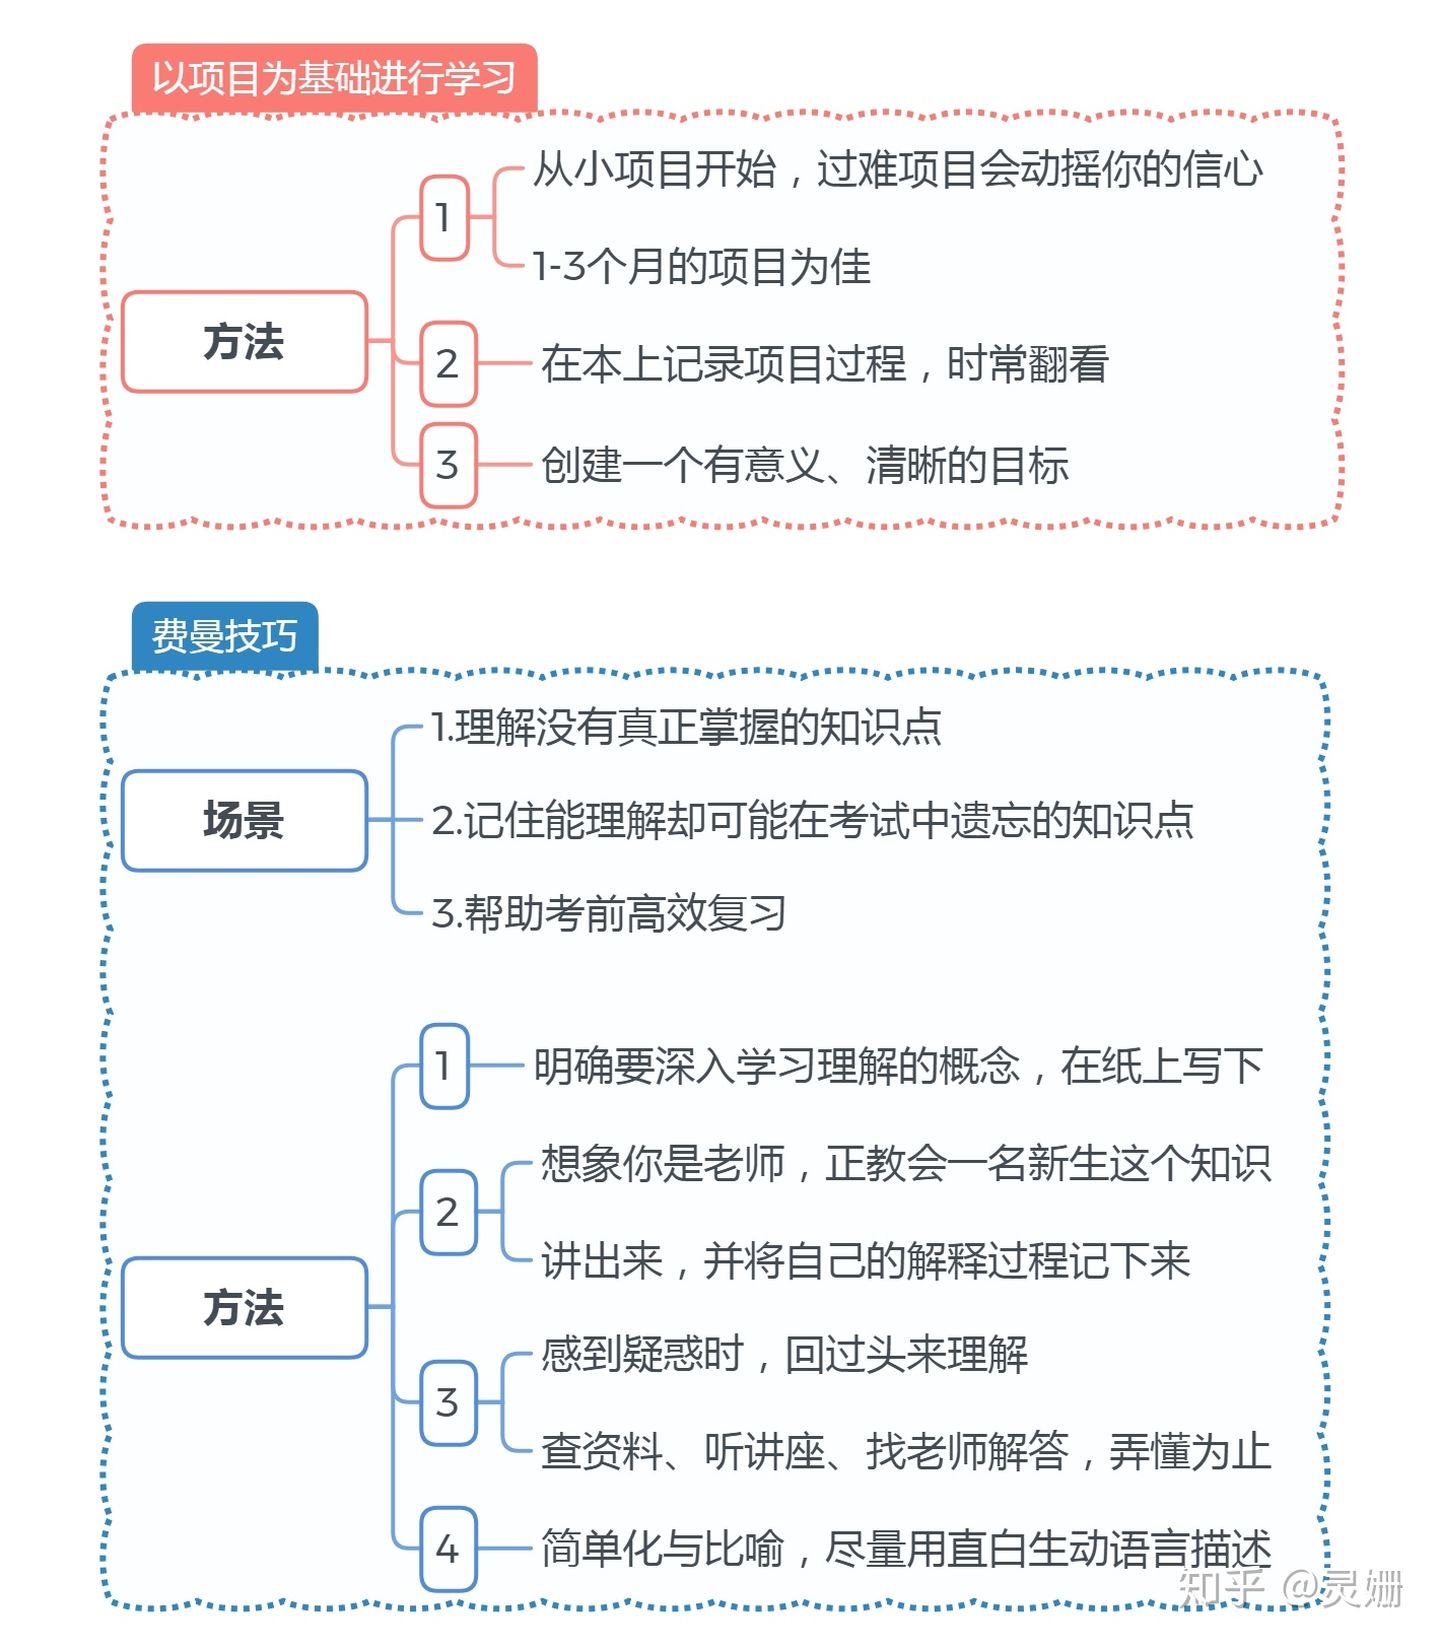 以项目为基础进行学习
从小项目开始，过难项目会动摇你的信心
1
1-3个月的项目为佳
方法
2
在本上记录项目过程，时常翻看
3
创建一个有意义、清晰的目标
费曼技巧
1.理解没有真正掌握的知识点
场景
2.记住能理解却可能在考试中遗忘的知识点
3.帮助考前高效复习
1
明确要深入学习理解的概念，在纸上写下
想象你是老师，正教会一名新生这个知识
2
讲出来，并将自己的解释过程记下来
方法
感到疑惑时，回过头来理解
3
查资料、听讲座、找老师解答，弄懂为止
4
简单化与比喻，尽量用直白生动语言描述
知乎 @灵姗